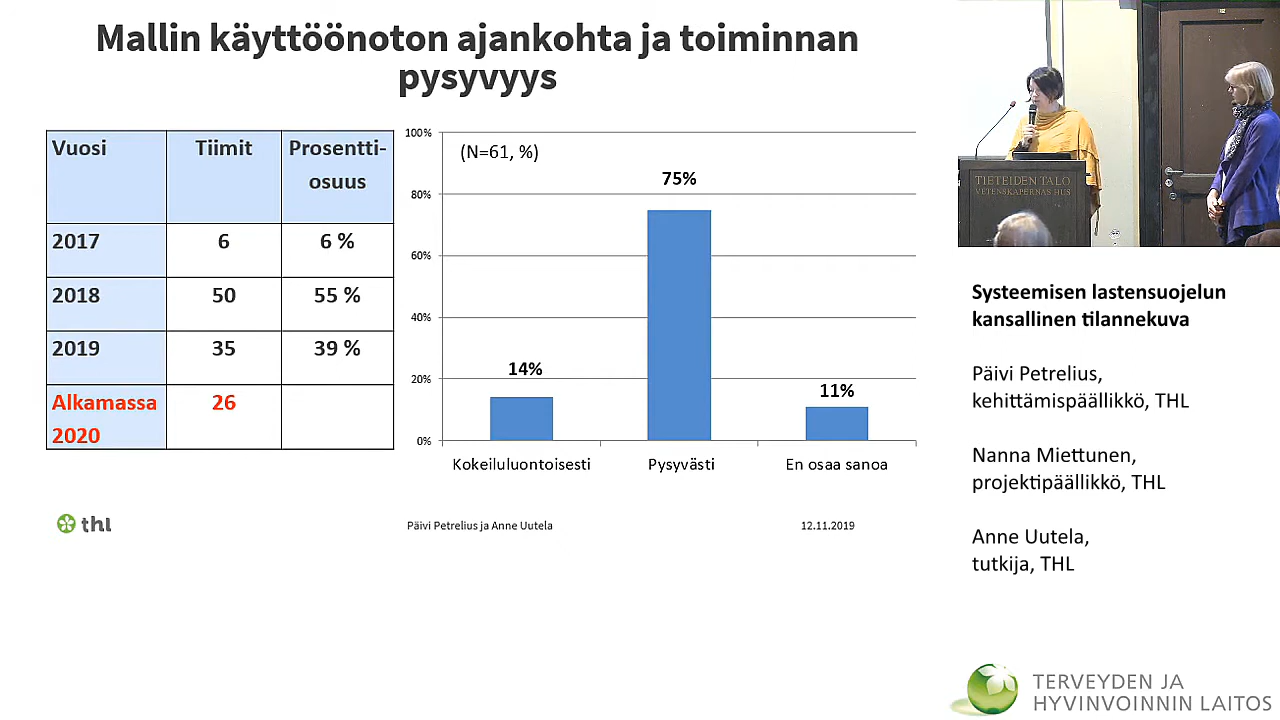 Mallin käyttöönoton ajankohta ja toiminnan
pysyvyys
Vuosi Tiimit Prosentti-
osuus
2017 6 6 %
2018 50 55 %
2019 35 39 %
Alkamassa 26
2020
100%
80%
60%
40%
20%
0%
(N=61, %)
14%
75%
11%
Kokeiluluontoisesti Pysyvästi En osaa sanoa
thl
Päivi Petrelius ja Anne Uutela
12.11.2019
TIETEIDEN TALO
VETENSKAPERNAS HUS
Systeemisen lastensuojelun
kansallinen tilannekuva
Päivi Petrelius,
kehittämispäällikkö, THL
Nanna Miettunen,
projektipäällikkö, THL
Anne Uutela,
tutkija, THL
TERVEYDEN JA
HYVINVOINNIN LAITOS